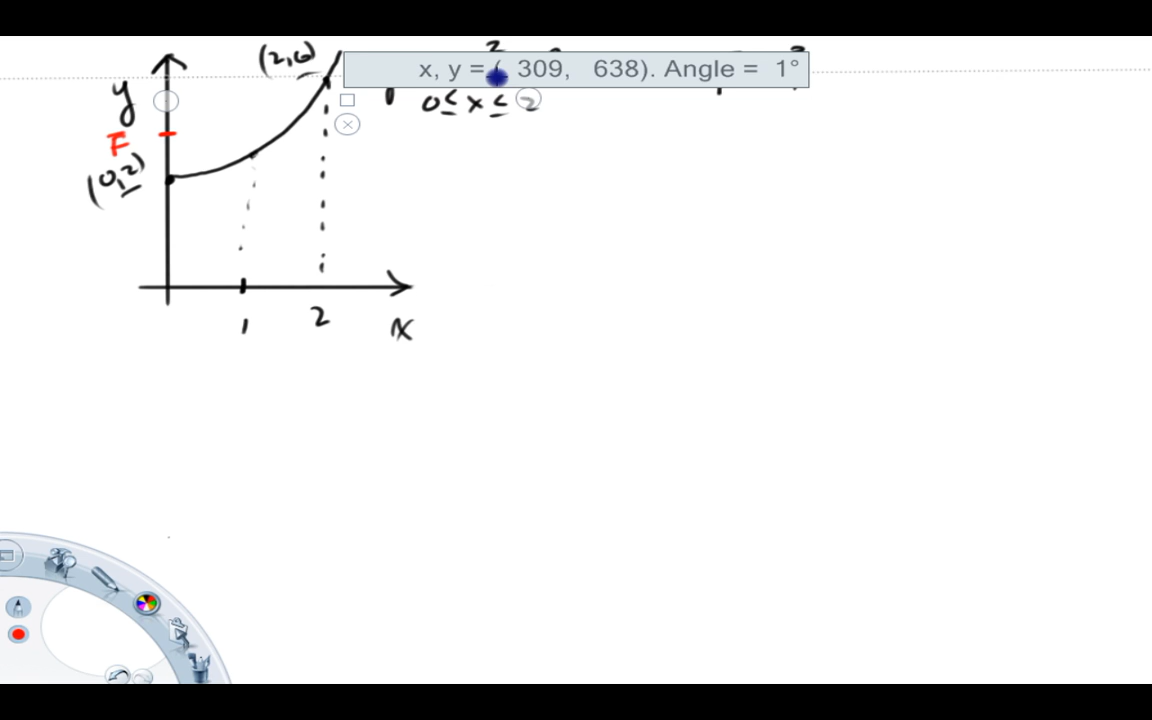 (2,6)
x, y = ( 309, 638). Angle = 1°
y
0 ≤ x ≤ 2
F
(0,2)
1 2 x